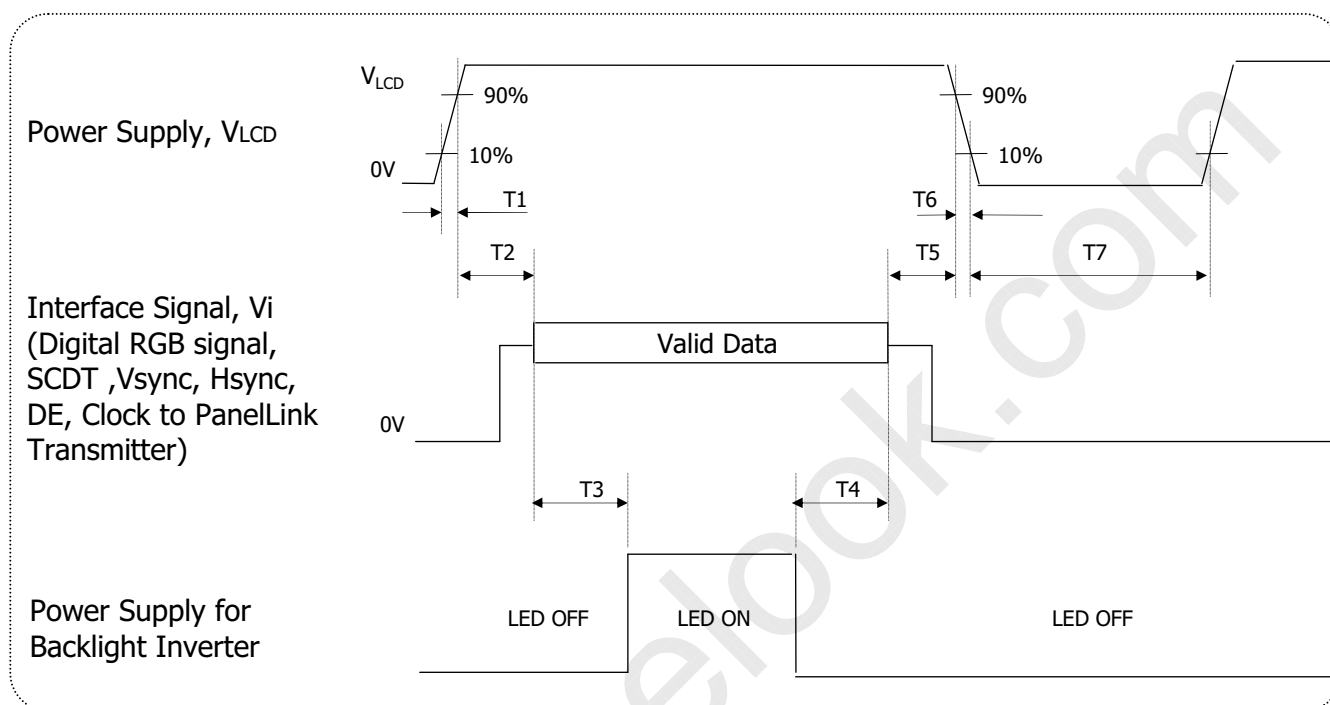 VLCD
90%
90%
Power Supply, VLCD
10%
10%
0V
T1
T6
T2
T5
T7
Interface Signal, Vi
(Digital RGB signal,
SCDT ,Vsync, Hsync,
DE, Clock to PanelLink
Transmitter)
Valid Data
0V
T3
T4
Power Supply for
Backlight Inverter
LED OFF
LED ON
LED OFF
elook.com